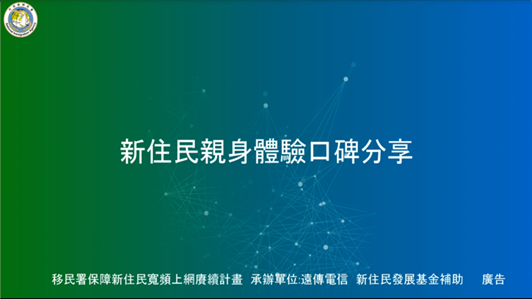 新住民親身體驗口碑分享
移民署保障新住民寬頻上網賡續計畫 承辦單位:遠傳電信 新住民發展基金補助 廣告